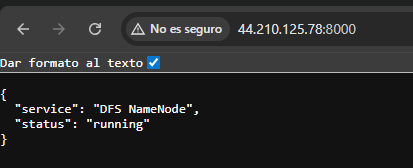 No es seguro 44.210.125.78:8000
Dar formato al texto
{
"service": "DFS NameNode",
"status": "running"
}